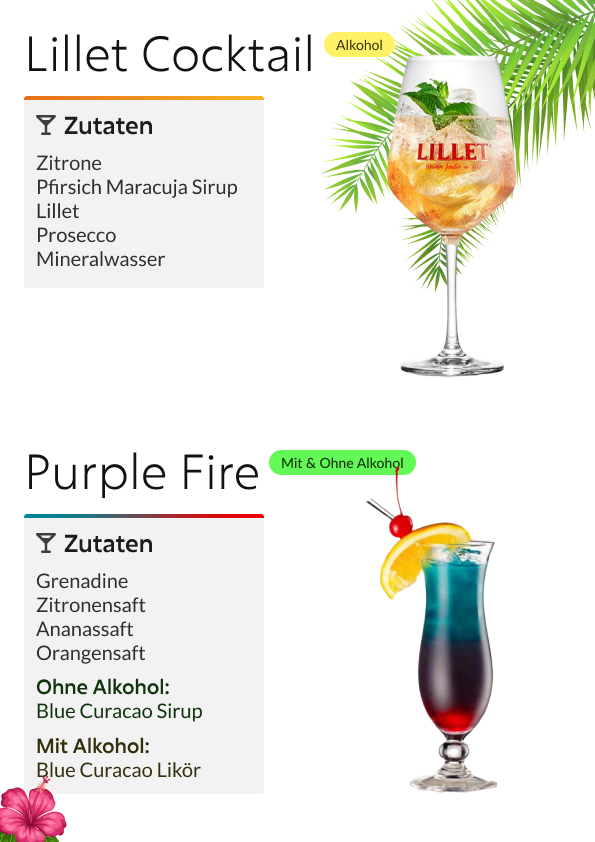 Lillet Cocktail
Alkohol
Zutaten
Zitrone
Pfirsich Maracuja Sirup
Lillet
Prosecco
Mineralwasser
LILLET
Purple Fire
Mit & Ohne Alkohol
Zutaten
Grenadine
Zitronensaft
Ananassaft
Orangensaft
Ohne Alkohol:
Blue Curacao Sirup
Mit Alkohol:
Blue Curacao Likör